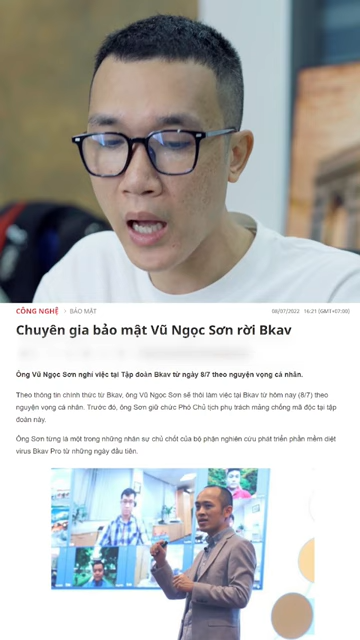 CÔNG NGHỆ › BẢO MẬT 08/07/2022 16:21 (GMT+07:00)
Chuyên gia bảo mật Vũ Ngọc Sơn rời Bkav
Ông Vũ Ngọc Sơn nghỉ việc tại Tập đoàn Bkav từ ngày 8/7 theo nguyện vọng cá nhân.
Theo thông tin chính thức từ Bkav, ông Vũ Ngọc Sơn sẽ thôi làm việc tại Bkav từ hôm nay (8/7) theo
nguyện vọng cá nhân. Trước đó, ông Sơn giữ chức Phó Chủ tịch phụ trách mảng chống mã độc tại tập
đoàn này.
Ông Sơn từng là một trong những nhân sự chủ chốt của bộ phận nghiên cứu phát triển phần mềm diệt
virus Bkav Pro từ những ngày đầu tiên.